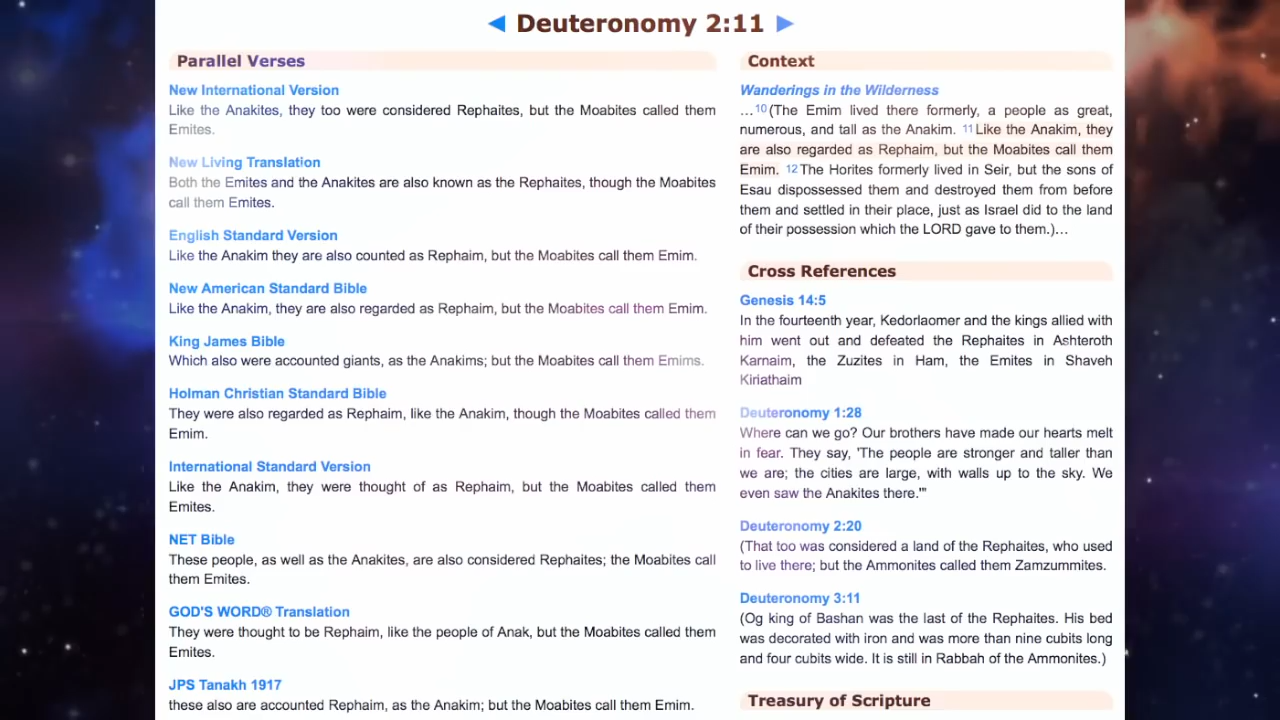 ◄ Deuteronomy 2:11 ►
Parallel Verses
New International Version
Like the Anakites, they too were considered Rephaites, but the Moabites called them
Emites.
New Living Translation
Both the Emites and the Anakites are also known as the Rephaites, though the Moabites
call them Emites.
English Standard Version
Like the Anakim they are also counted as Rephaim, but the Moabites call them Emim.
New American Standard Bible
Like the Anakim, they are also regarded as Rephaim, but the Moabites call them Emim.
King James Bible
Which also were accounted giants, as the Anakims; but the Moabites call them Emims.
Holman Christian Standard Bible
They were also regarded as Rephaim, like the Anakim, though the Moabites called them
Emim.
International Standard Version
Like the Anakim, they were thought of as Rephaim, but the Moabites called them
Emites.
NET Bible
These people, as well as the Anakites, are also considered Rephaites; the Moabites call
them Emites.
GOD'S WORD® Translation
They were thought to be Rephaim, like the people of Anak, but the Moabites called them
Emites.
JPS Tanakh 1917
these also are accounted Rephaim, as the Anakim; but the Moabites call them Emim.
Context
Wanderings in the Wilderness
…10(The Emim lived there formerly, a people as great,
numerous, and tall as the Anakim. 11Like the Anakim, they
are also regarded as Rephaim, but the Moabites call them
Emim. 12The Horites formerly lived in Seir, but the sons of
Esau dispossessed them and destroyed them from before
them and settled in their place, just as Israel did to the land
of their possession which the LORD gave to them.)…
Cross References
Genesis 14:5
In the fourteenth year, Kedorlaomer and the kings allied with
him went out and defeated the Rephaites in Ashteroth
Karnaim, the Zuzites in Ham, the Emites in Shaveh
Kiriathaim
Deuteronomy 1:28
Where can we go? Our brothers have made our hearts melt
in fear. They say, 'The people are stronger and taller than
we are; the cities are large, with walls up to the sky. We
even saw the Anakites there.'"
Deuteronomy 2:20
(That too was considered a land of the Rephaites, who used
to live there; but the Ammonites called them Zamzummites.
Deuteronomy 3:11
(Og king of Bashan was the last of the Rephaites. His bed
was decorated with iron and was more than nine cubits long
and four cubits wide. It is still in Rabbah of the Ammonites.)
Treasury of Scripture